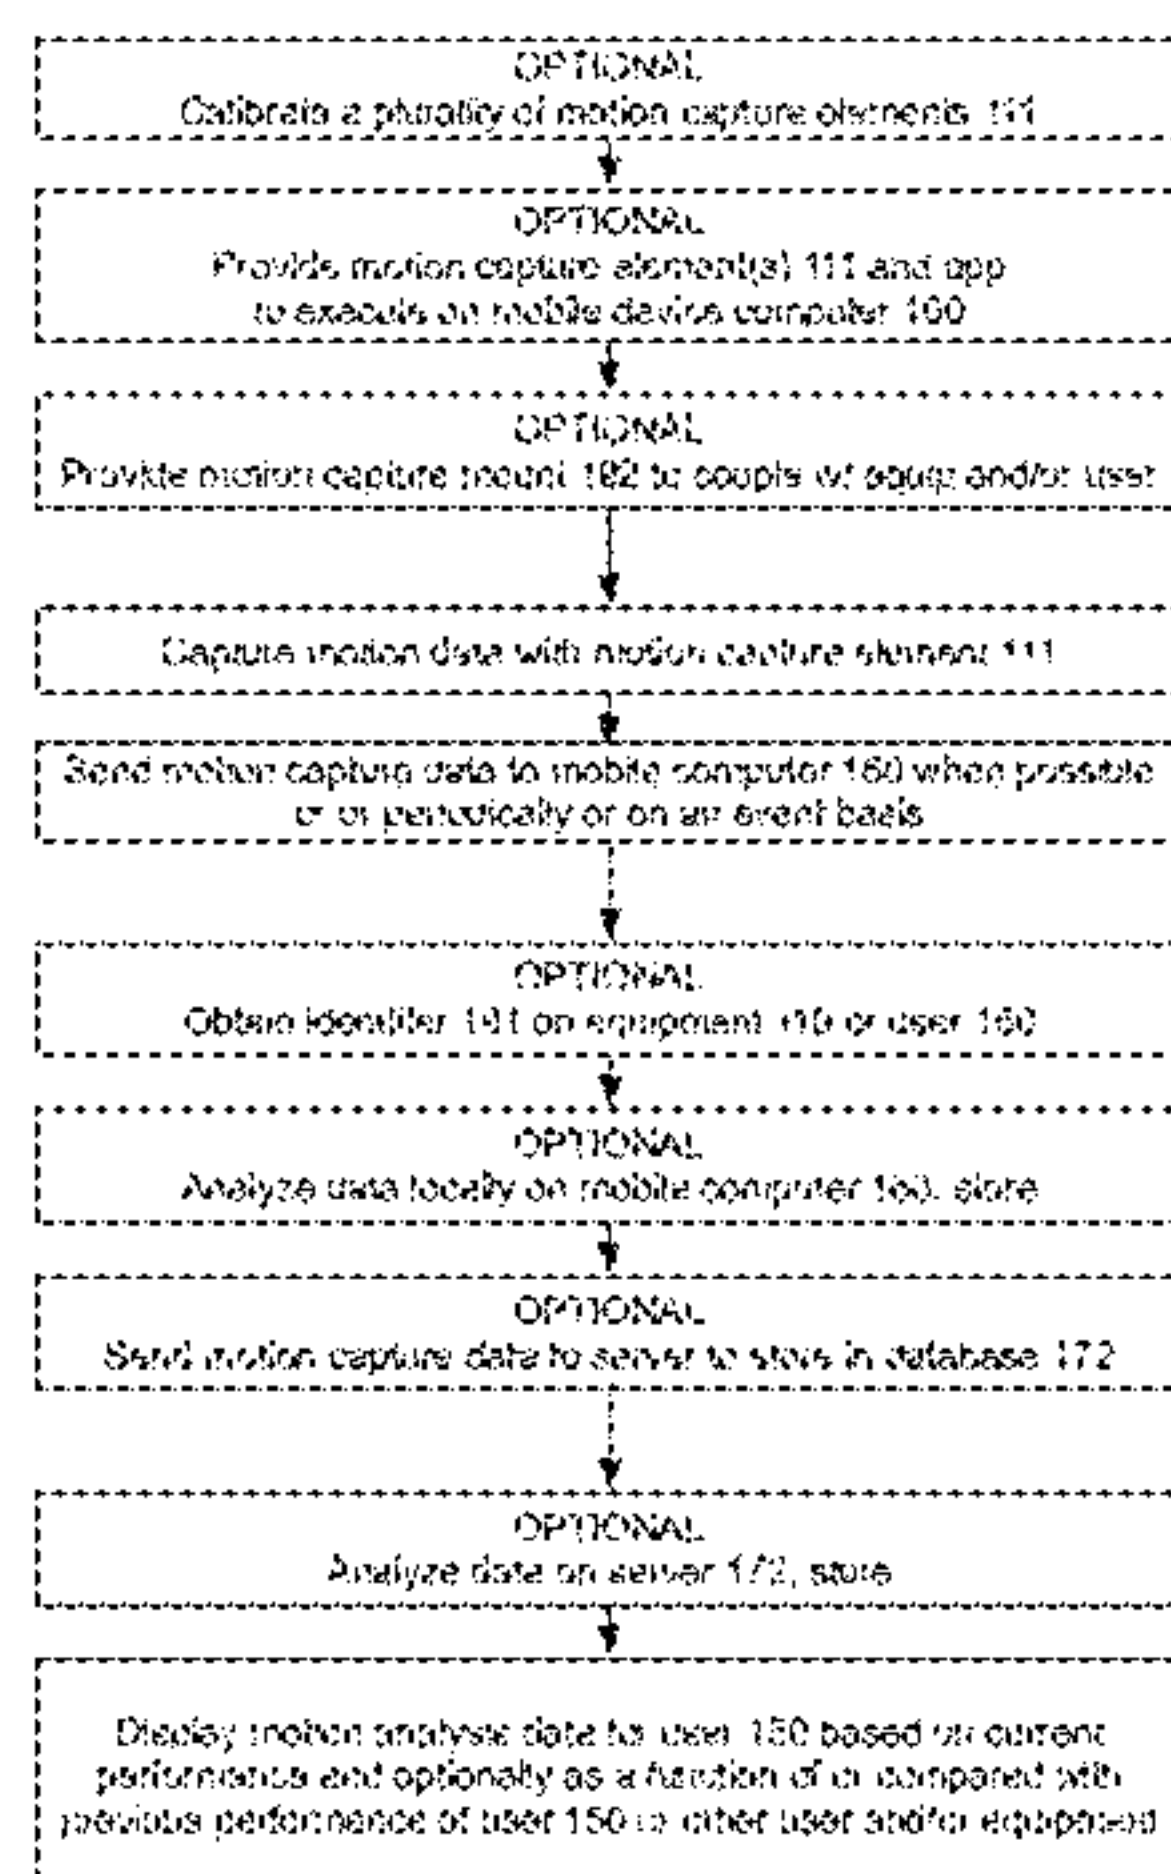 OPTIONAL
Calibrate a plurality of motion capture elements 111
OPTIONAL
Provide motion capture element(s) 111 and app
to execute on mobile device computer 160
OPTIONAL
Provide motion capture mount 192 to couple w/ equip and/or user
Capture motion data with motion capture element 111
Send motion capture data to mobile computer 160 when possible
or or periodically or on an event basis
OPTIONAL
Obtain identifier 191 on equipment 110 or user 150
OPTIONAL
Analyze data locally on mobile computer 160, store
OPTIONAL
Send motion capture data to server to store in database 172
OPTIONAL
Analyze data on server 172, store
Display motion analysis data for user 150 based on current
performance and optionally as a function of or compared with
previous performance of user 150 or other user and/or equipment